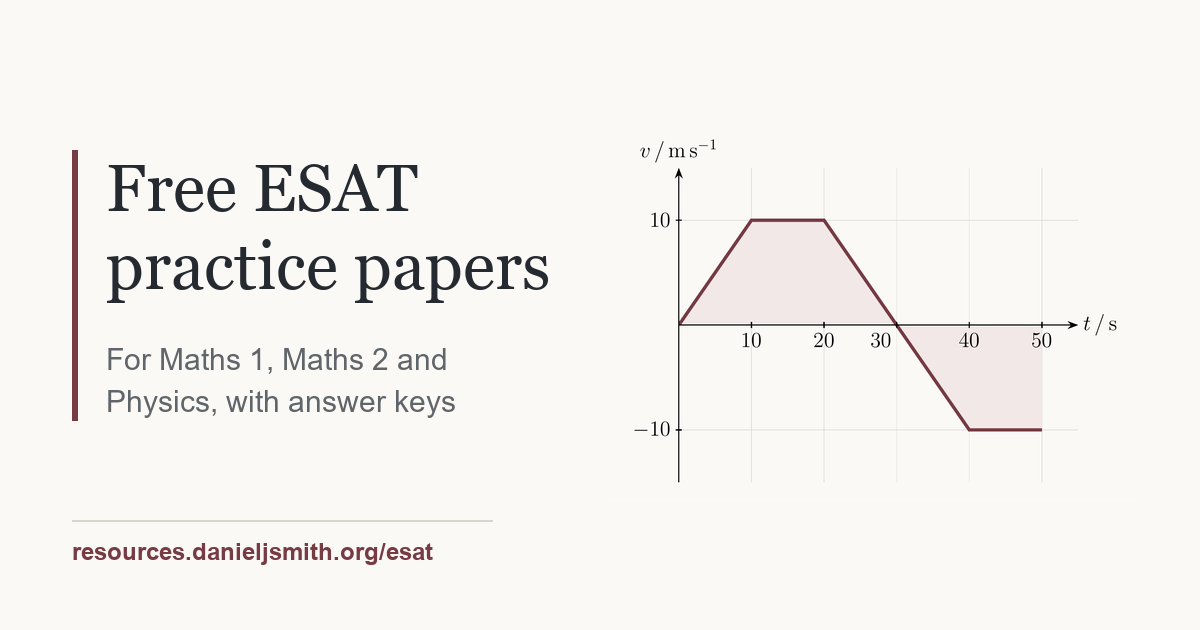 Free ESAT
practice papers
For Maths 1, Maths 2 and
Physics, with answer keys
resources.danieljsmith.org/esat
v / m s⁻¹
10
10 20 30 40 50
t / s
−10